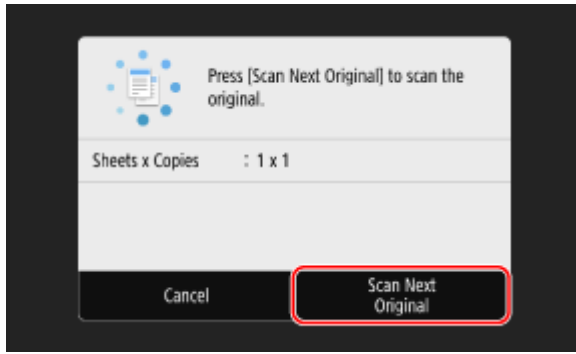 Press [Scan Next Original] to scan the
original.
Sheets x Copies : 1 x 1
Cancel
Scan Next
Original